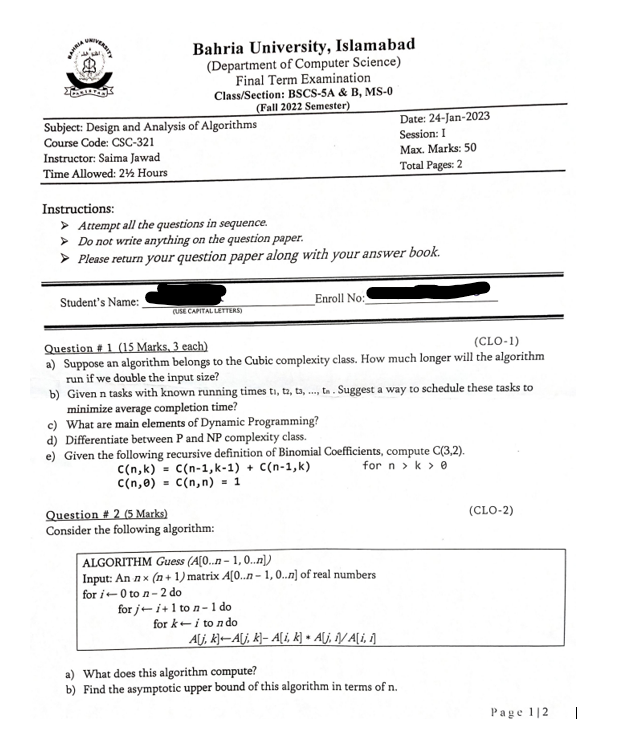 BAHRIA UNIVERSITY
PAKISTAN
Bahria University, Islamabad
(Department of Computer Science)
Final Term Examination
Class/Section: BSCS-5A & B, MS-0
(Fall 2022 Semester)
Subject: Design and Analysis of Algorithms
Course Code: CSC-321
Instructor: Saima Jawad
Time Allowed: 2½ Hours
Date: 24-Jan-2023
Session: I
Max. Marks: 50
Total Pages: 2
Instructions:
➤ Attempt all the questions in sequence.
➤ Do not write anything on the question paper.
➤ Please return your question paper along with your answer book.
Student's Name: Enroll No:
(USE CAPITAL LETTERS)
Question # 1 (15 Marks, 3 each) (CLO-1)
a) Suppose an algorithm belongs to the Cubic complexity class. How much longer will the algorithm
run if we double the input size?
b) Given n tasks with known running times t₁, t₂, t₃, ..., tₙ . Suggest a way to schedule these tasks to
minimize average completion time?
c) What are main elements of Dynamic Programming?
d) Differentiate between P and NP complexity class.
e) Given the following recursive definition of Binomial Coefficients, compute C(3,2).
C(n,k) = C(n-1,k-1) + C(n-1,k) for n > k > 0
C(n,0) = C(n,n) = 1
Question # 2 (5 Marks) (CLO-2)
Consider the following algorithm:
ALGORITHM Guess (A[0..n – 1, 0..n])
Input: An n × (n + 1) matrix A[0..n – 1, 0..n] of real numbers
for i ← 0 to n – 2 do
for j ← i + 1 to n – 1 do
for k ← i to n do
A[j, k]←A[j, k]– A[i, k] * A[j, i]/ A[i, i]
a) What does this algorithm compute?
b) Find the asymptotic upper bound of this algorithm in terms of n.
Page 1|2